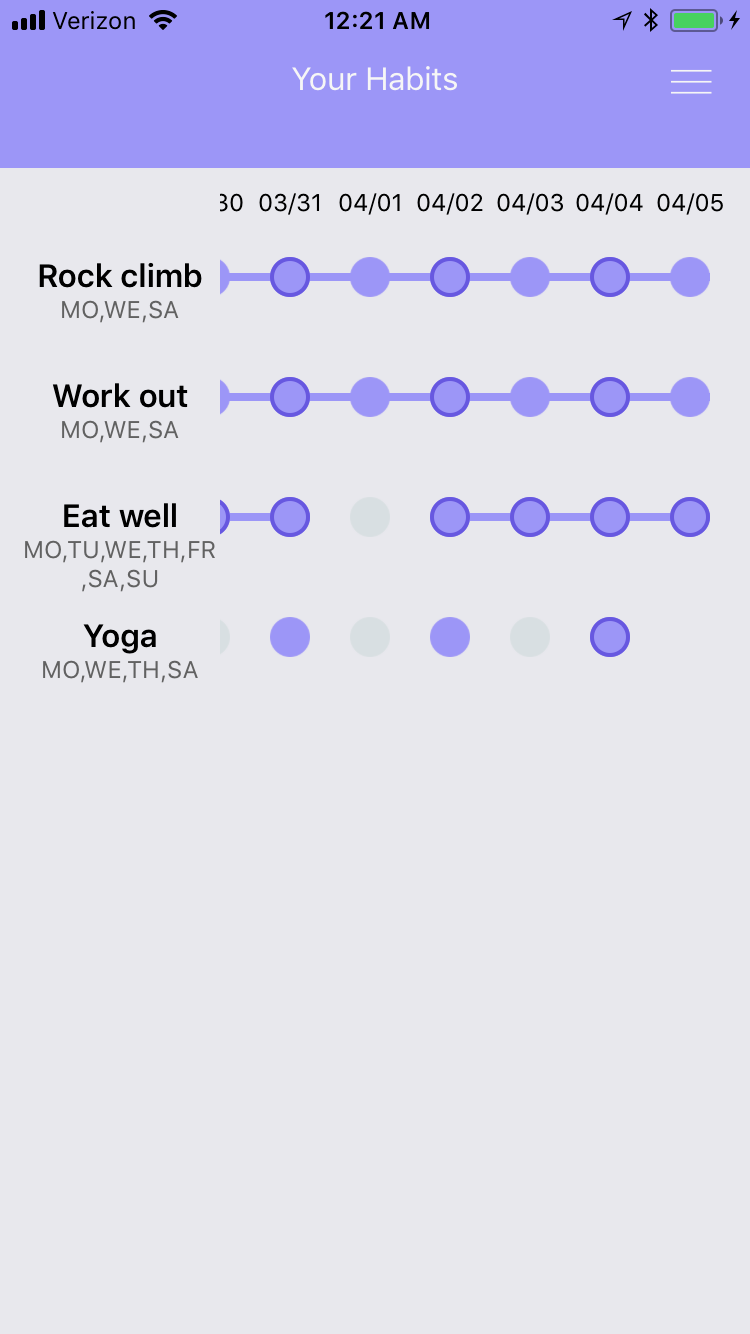 Verizon 12:21 AM
Your Habits
30 03/31 04/01 04/02 04/03 04/04 04/05
Rock climb
MO,WE,SA
Work out
MO,WE,SA
Eat well
MO,TU,WE,TH,FR
,SA,SU
Yoga
MO,WE,TH,SA